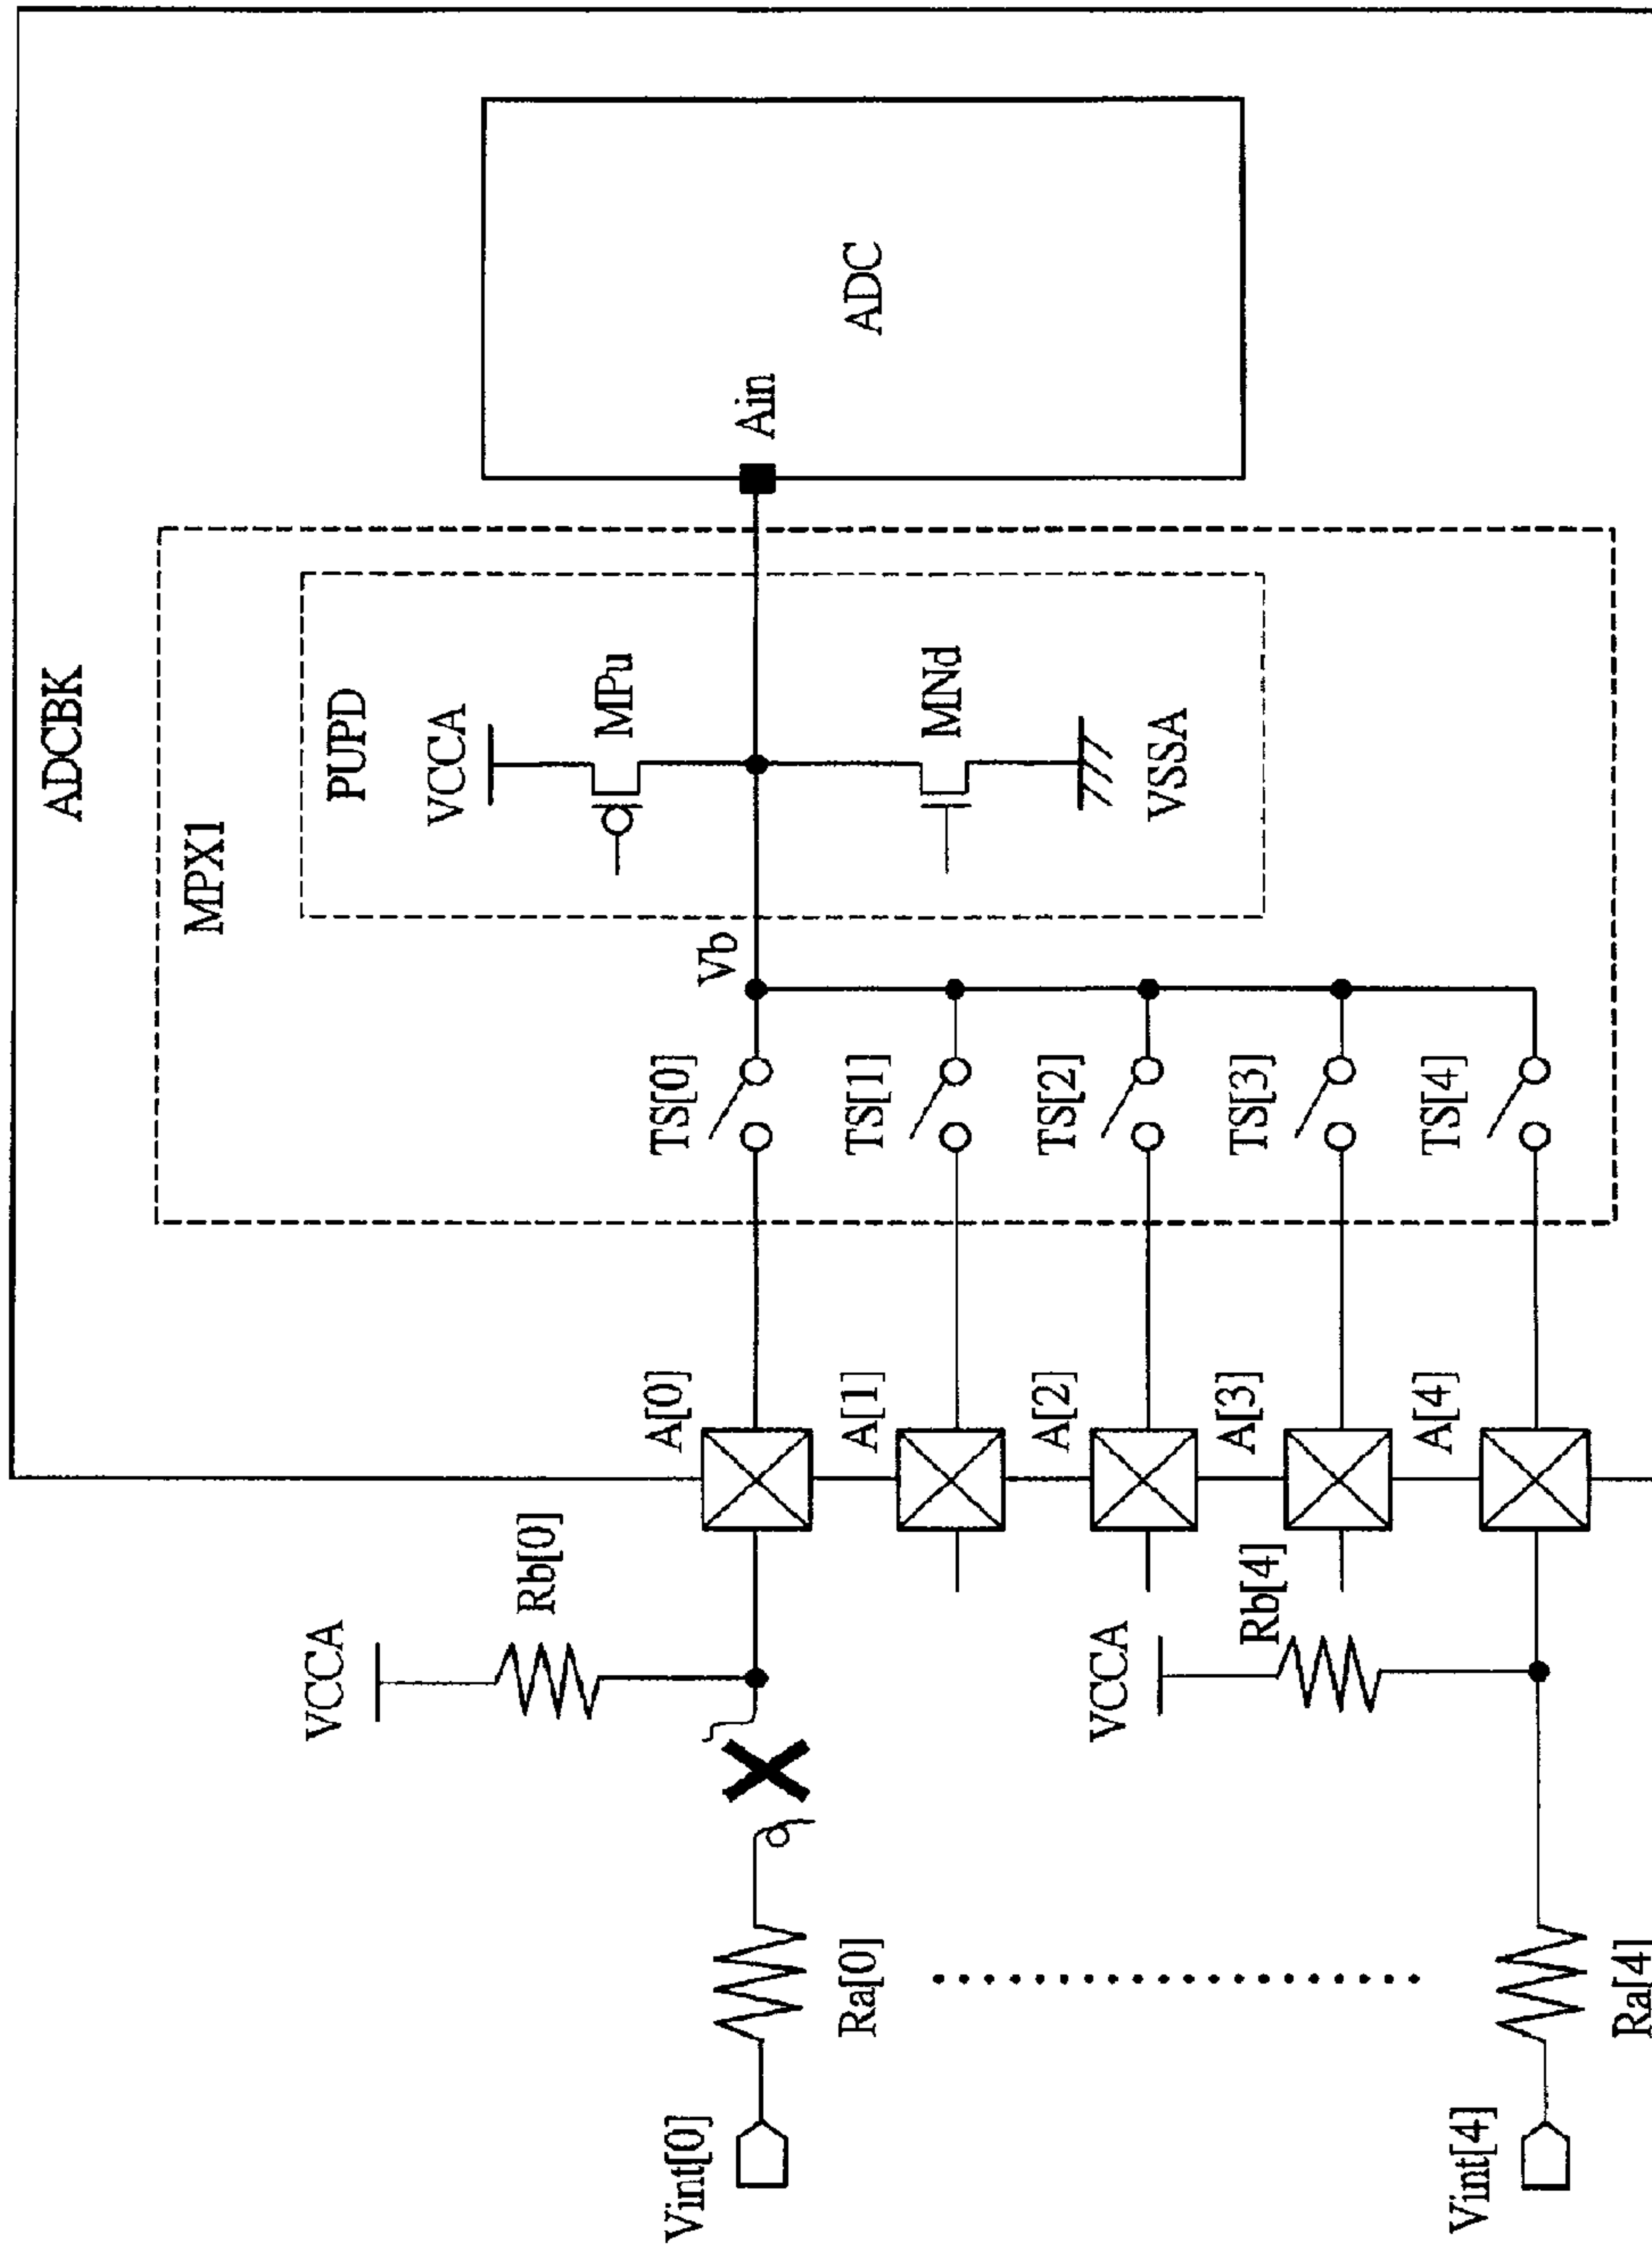 ADCBK
MPX1
PUPD
VCCA
MPu
MNd
VSSA
Vb
Ain
ADC
TS[0]
TS[1]
TS[2]
TS[3]
TS[4]
A[0]
A[1]
A[2]
A[3]
A[4]
VCCA
Rb[0]
VCCA
Rb[4]
Vint[0]
Ra[0]
Vint[4]
Ra[4]